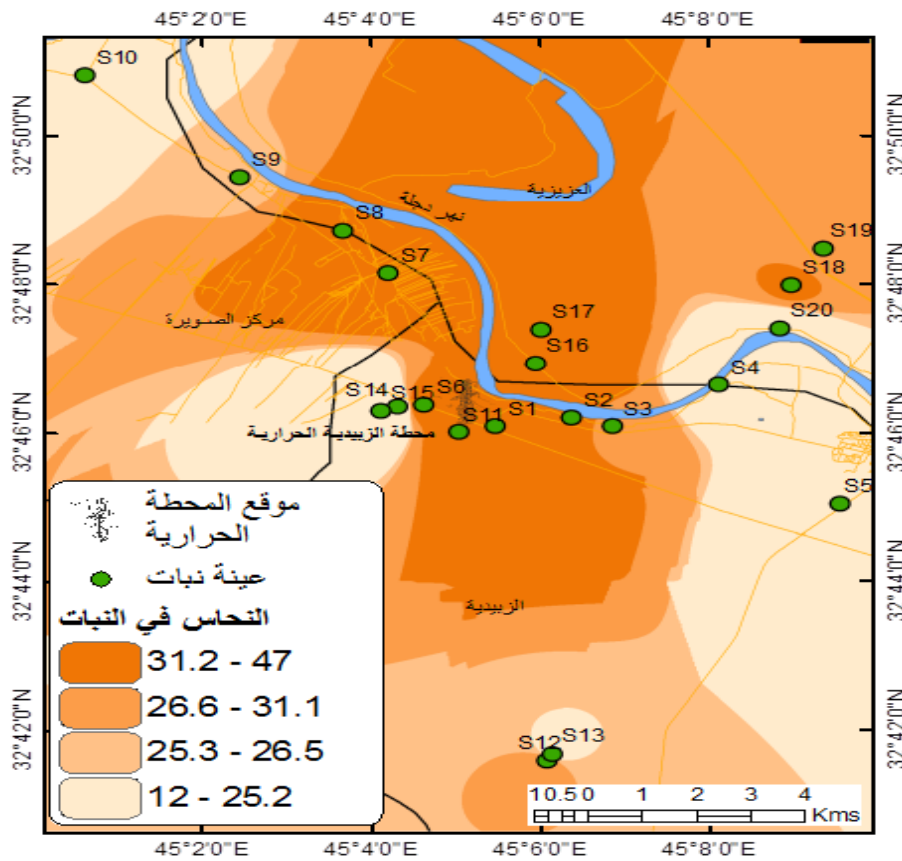 45°2'0"E 45°4'0"E 45°6'0"E 45°8'0"E
32°50'0"N 32°50'0"N
32°48'0"N 32°48'0"N
32°46'0"N 32°46'0"N
32°44'0"N 32°44'0"N
32°42'0"N 32°42'0"N
S10
S9
العزيزية
نهر دجلة
S8
S7
S19
S18
مركز الصويرة
S17
S20
S16
S4
S14
S15
S6
S11
S1
S2
S3
محطة الزبيدية الحرارية
S5
الزبيدية
S12
S13
موقع المحطة
الحرارية
عينة نبات
النحاس في النبات
31.2 - 47
26.6 - 31.1
25.3 - 26.5
12 - 25.2
10.5 0 1 2 3 4
Kms
45°2'0"E 45°4'0"E 45°6'0"E 45°8'0"E